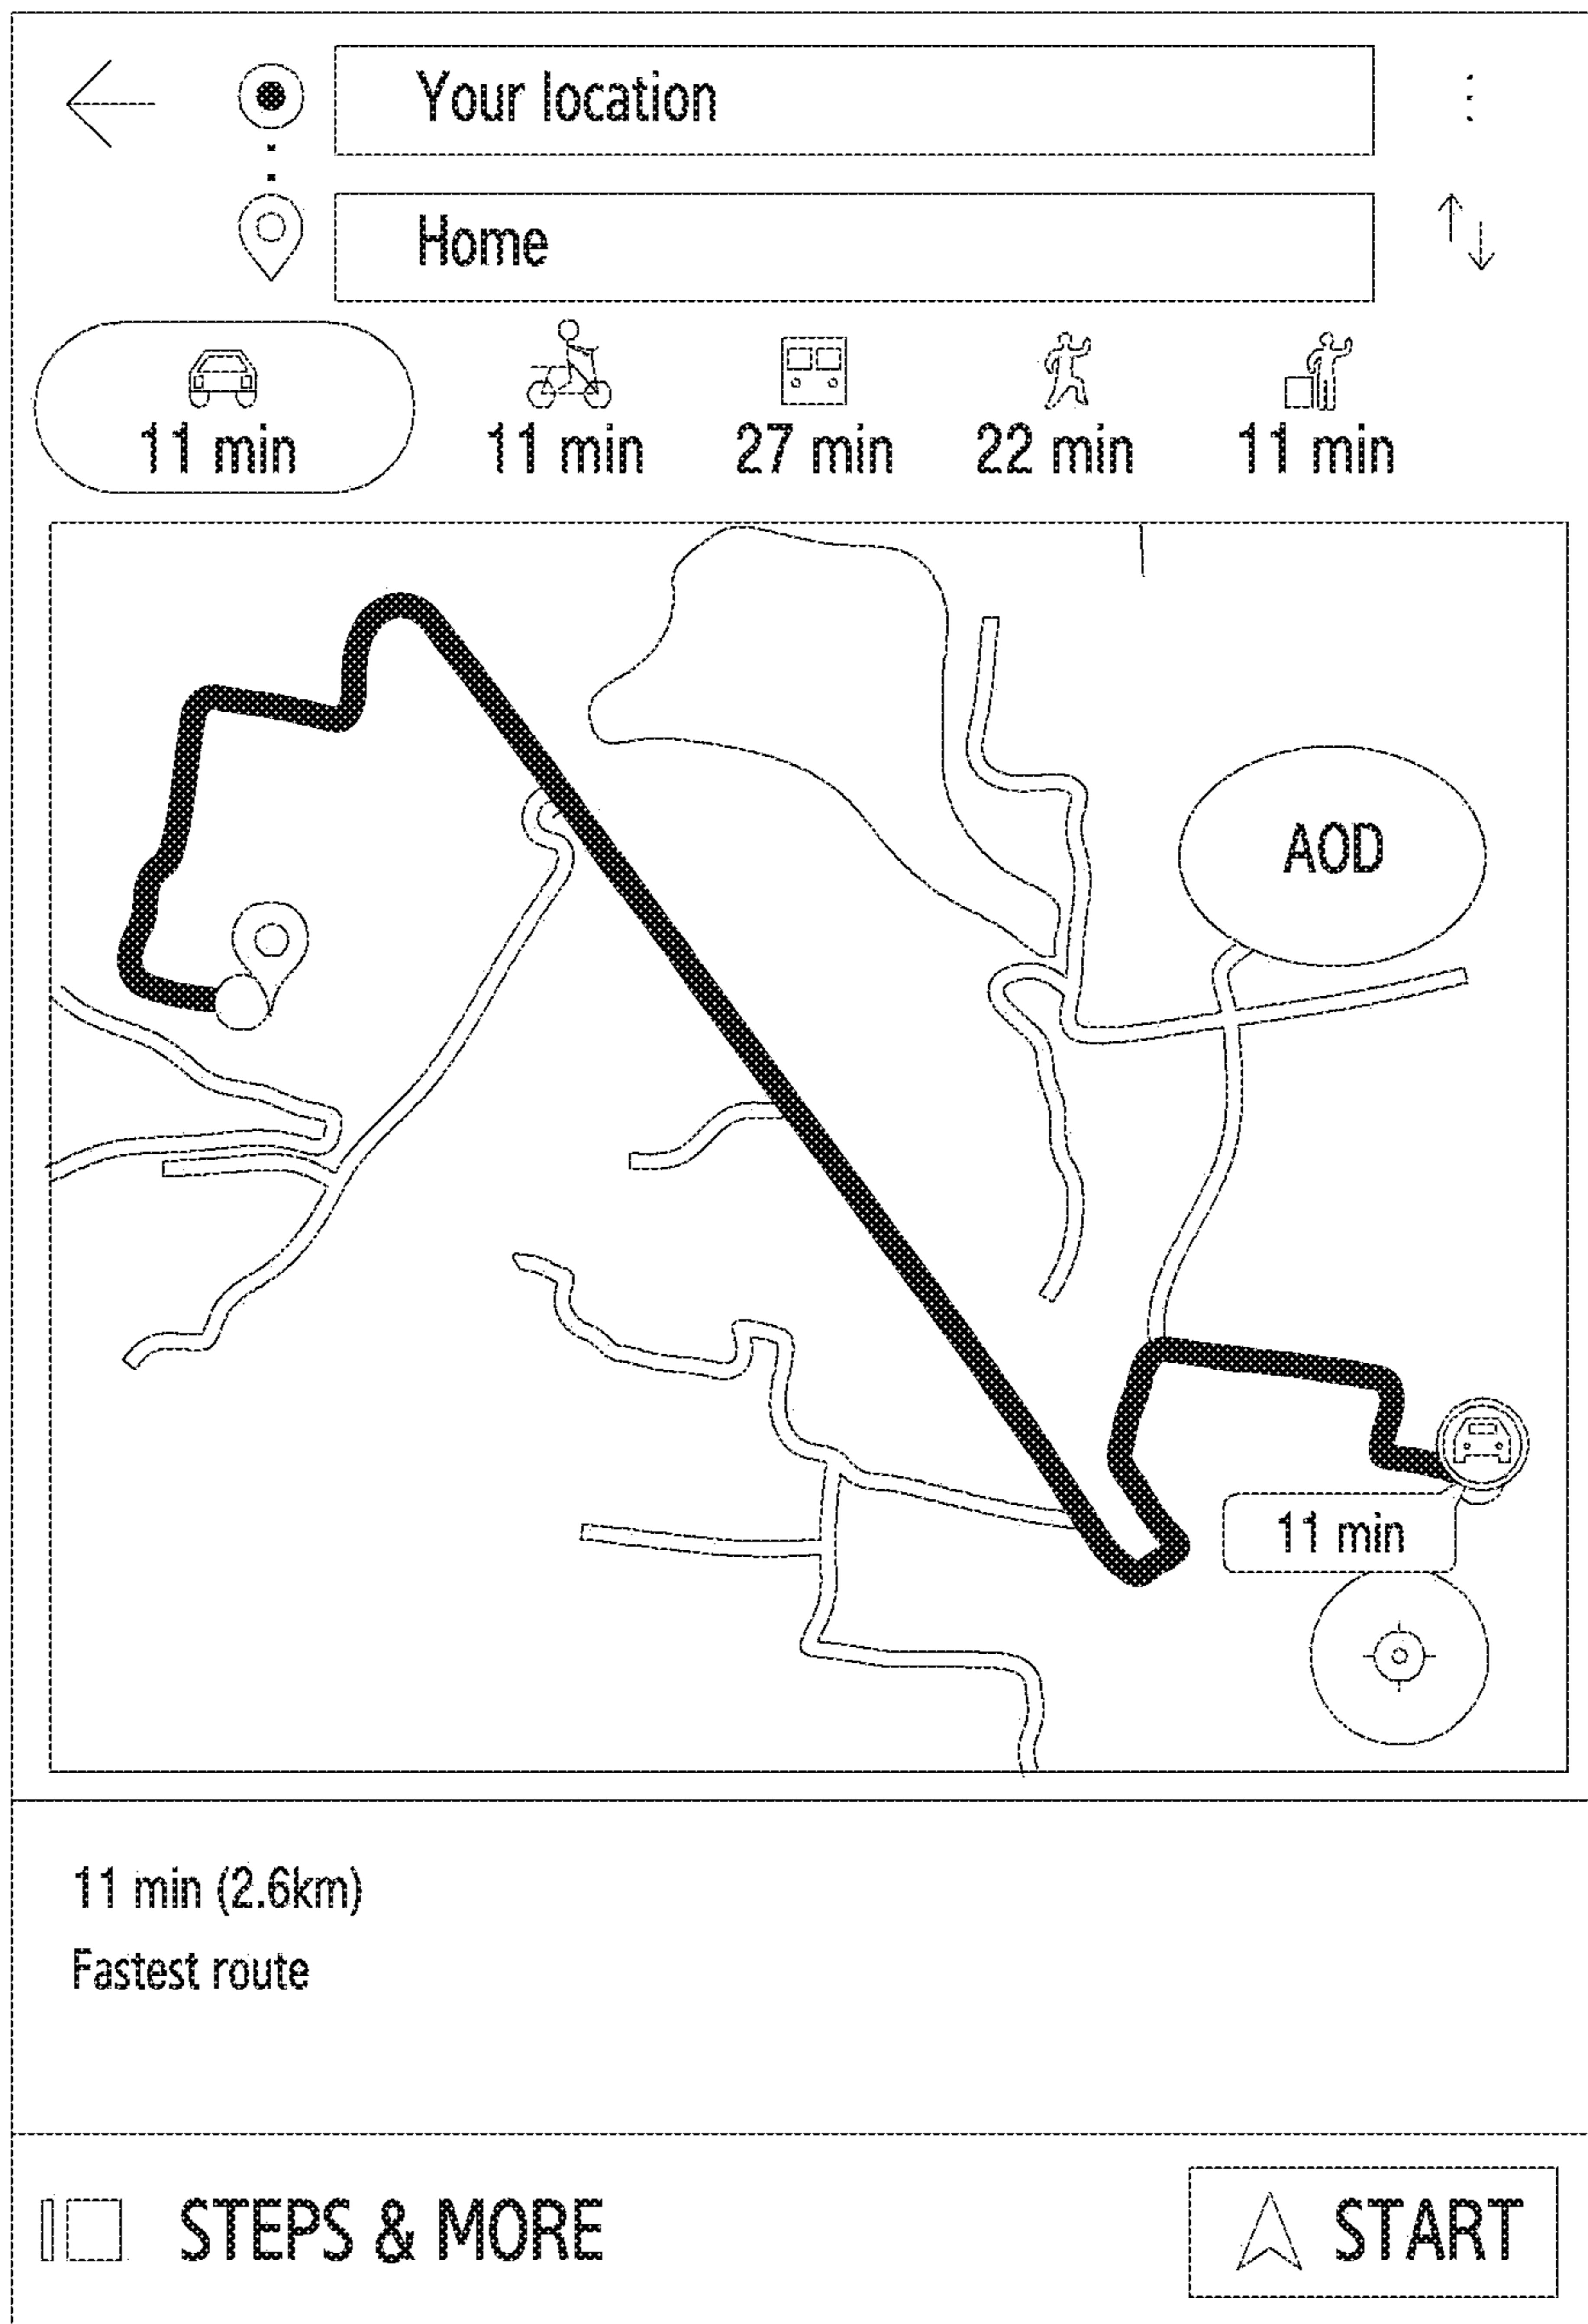 Your location
Home
11 min 11 min 27 min 22 min 11 min
AOD
11 min
11 min (2.6km)
Fastest route
STEPS & MORE START